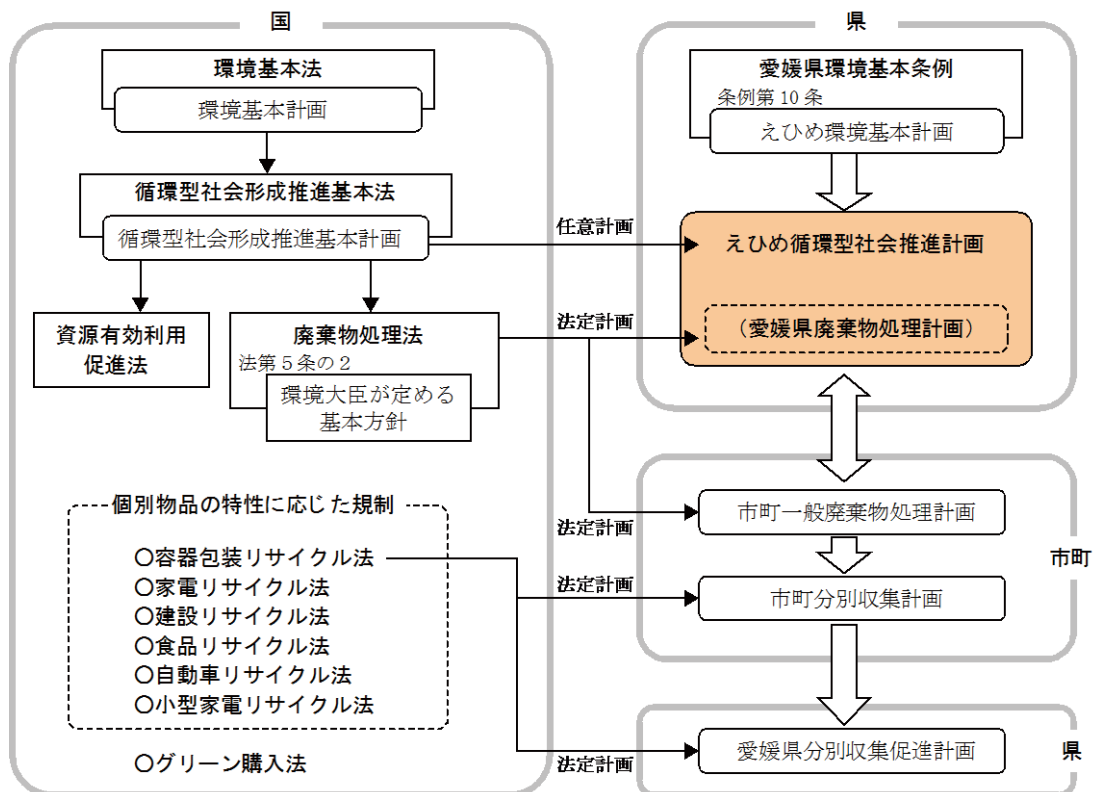 国
環境基本法
環境基本計画
循環型社会形成推進基本法
循環型社会形成推進基本計画
資源有効利用
促進法
廃棄物処理法
法第5条の2
環境大臣が定める
基本方針
個別物品の特性に応じた規制
○容器包装リサイクル法
○家電リサイクル法
○建設リサイクル法
○食品リサイクル法
○自動車リサイクル法
○小型家電リサイクル法
○グリーン購入法
任意計画
法定計画
法定計画
法定計画
法定計画
県
愛媛県環境基本条例
条例第10条
えひめ環境基本計画
えひめ循環型社会推進計画
(愛媛県廃棄物処理計画)
市町
市町一般廃棄物処理計画
市町分別収集計画
県
愛媛県分別収集促進計画